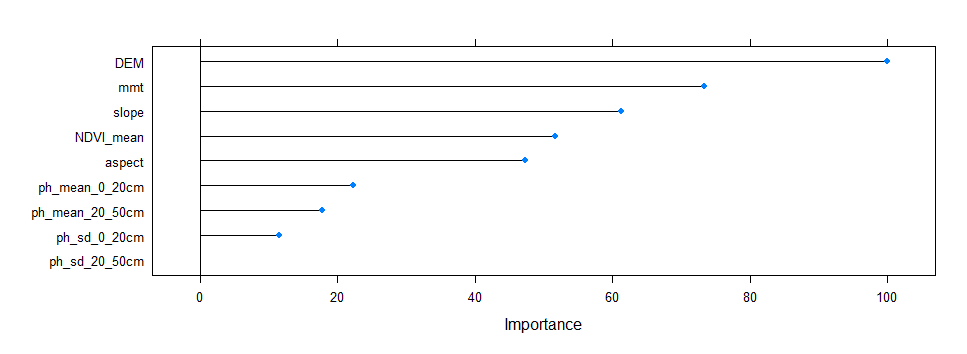 DEM
mmt
slope
NDVI_mean
aspect
ph_mean_0_20cm
ph_mean_20_50cm
ph_sd_0_20cm
ph_sd_20_50cm
0 20 40 60 80 100
Importance